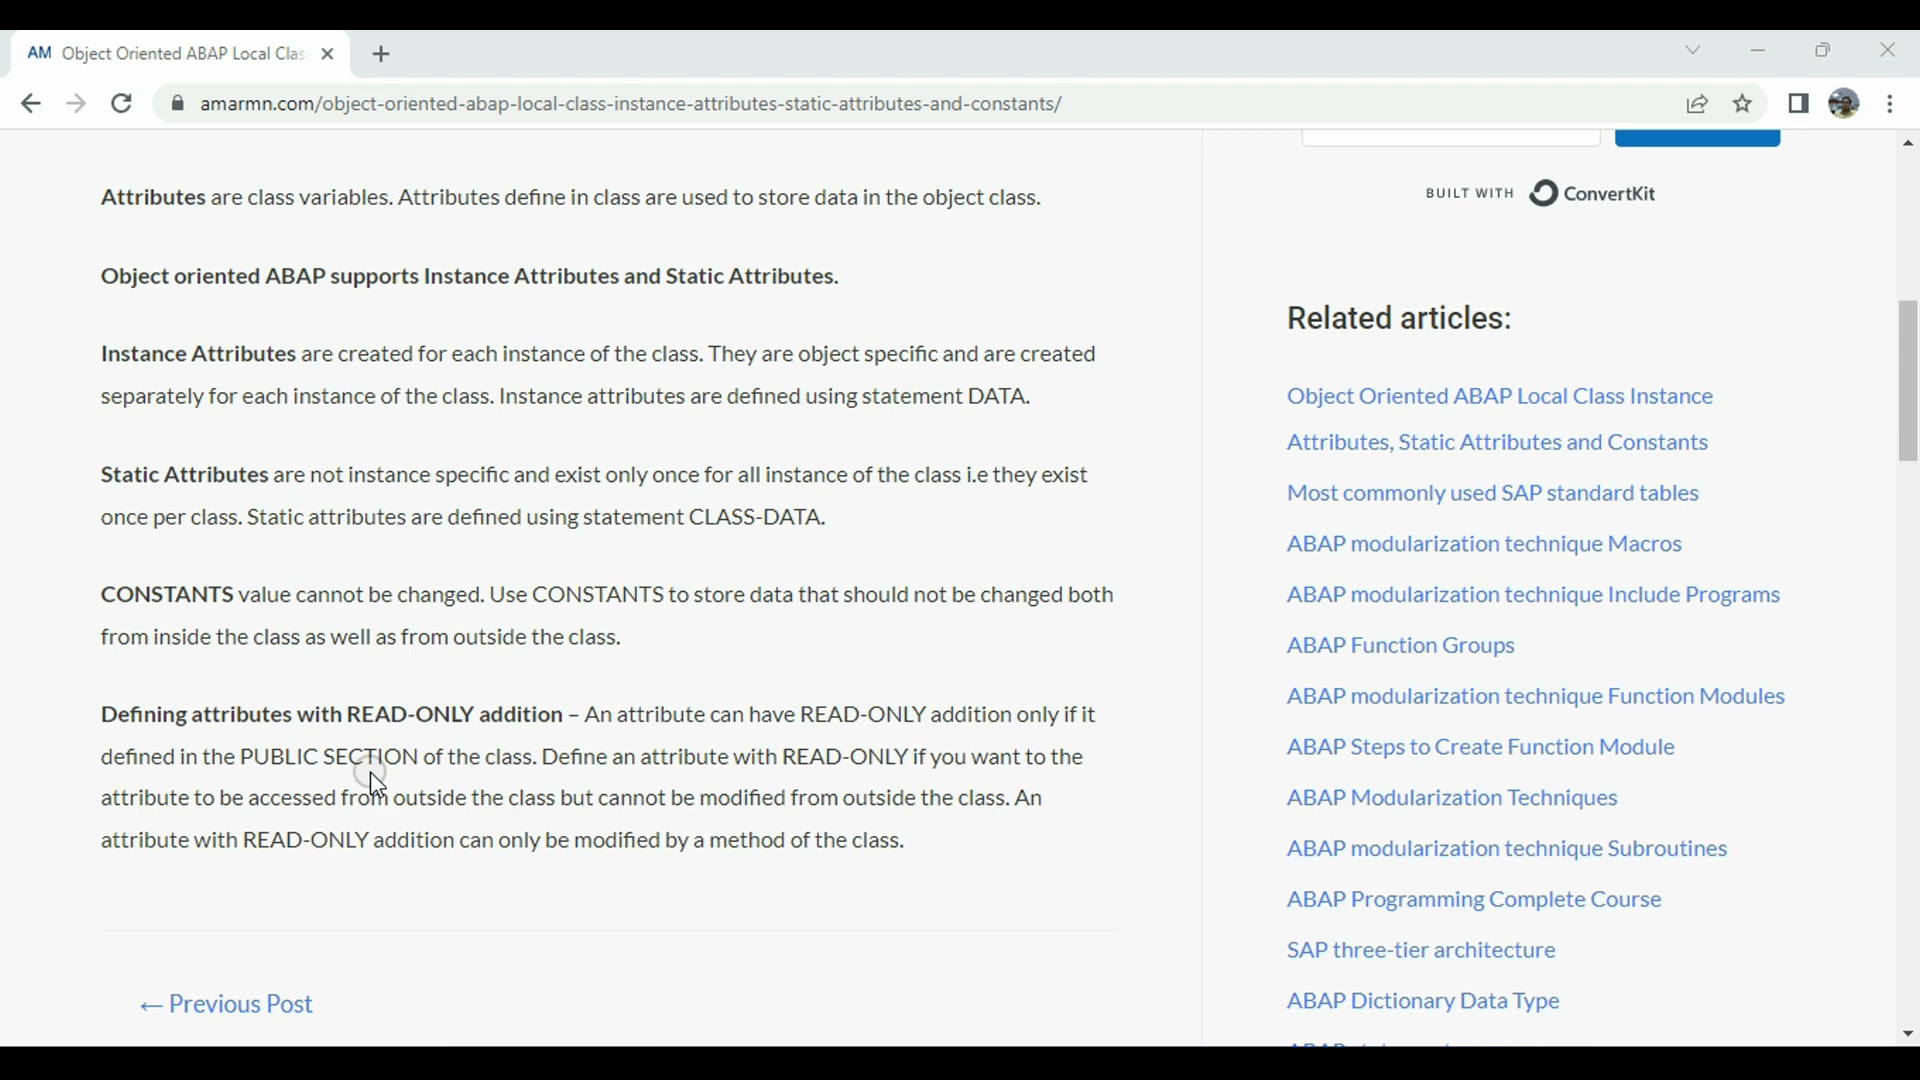 AM Object Oriented ABAP Local Clas
amarmn.com/object-oriented-abap-local-class-instance-attributes-static-attributes-and-constants/
Attributes are class variables. Attributes define in class are used to store data in the object class.
Object oriented ABAP supports Instance Attributes and Static Attributes.
Instance Attributes are created for each instance of the class. They are object specific and are created
separately for each instance of the class. Instance attributes are defined using statement DATA.
Static Attributes are not instance specific and exist only once for all instance of the class i.e they exist
once per class. Static attributes are defined using statement CLASS-DATA.
CONSTANTS value cannot be changed. Use CONSTANTS to store data that should not be changed both
from inside the class as well as from outside the class.
Defining attributes with READ-ONLY addition – An attribute can have READ-ONLY addition only if it
defined in the PUBLIC SECTION of the class. Define an attribute with READ-ONLY if you want to the
attribute to be accessed from outside the class but cannot be modified from outside the class. An
attribute with READ-ONLY addition can only be modified by a method of the class.
← Previous Post
BUILT WITH ConvertKit
Related articles:
Object Oriented ABAP Local Class Instance
Attributes, Static Attributes and Constants
Most commonly used SAP standard tables
ABAP modularization technique Macros
ABAP modularization technique Include Programs
ABAP Function Groups
ABAP modularization technique Function Modules
ABAP Steps to Create Function Module
ABAP Modularization Techniques
ABAP modularization technique Subroutines
ABAP Programming Complete Course
SAP three-tier architecture
ABAP Dictionary Data Type